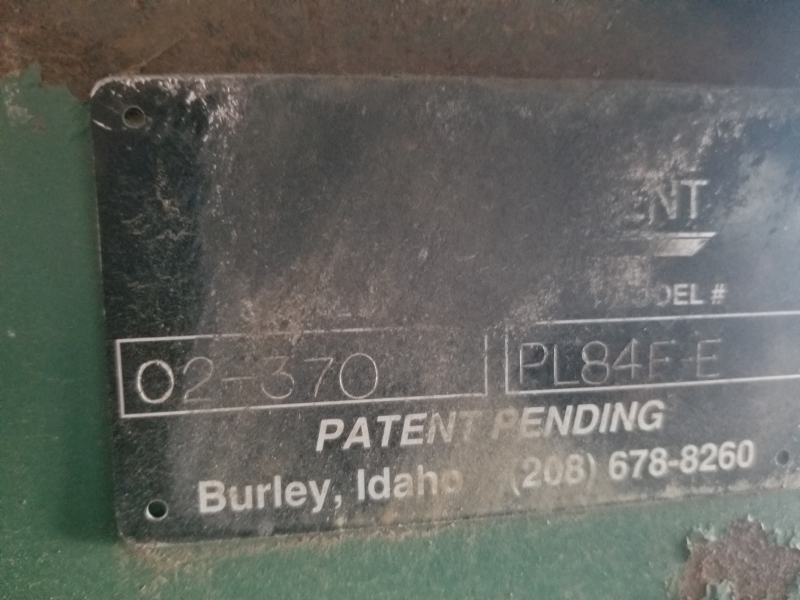 MODEL #
02-370 PL84F-E
PATENT PENDING
Burley, Idaho (208) 678-8260